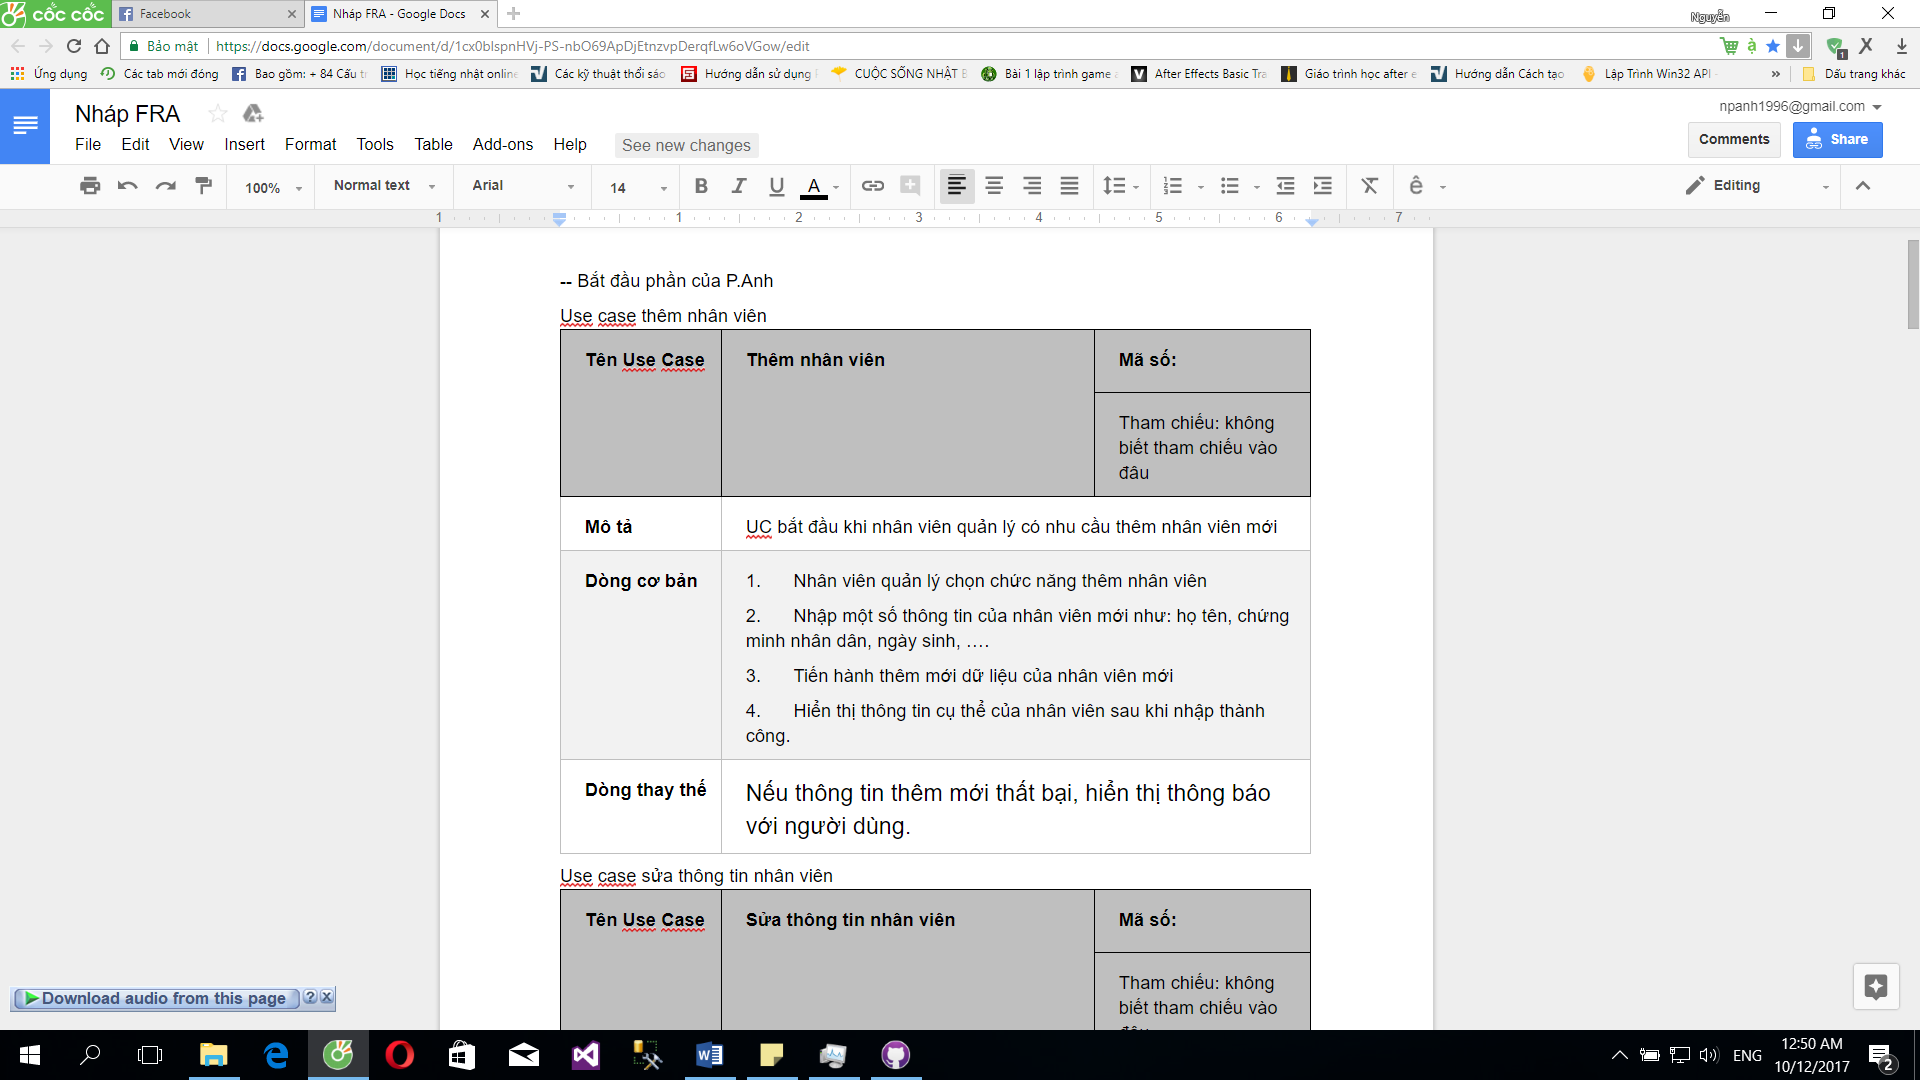 cốc cốc
Facebook
Nháp FRA - Google Docs
Nguyễn
Bảo mật
https://docs.google.com/document/d/1cx0bIspnHVj-PS-nbO69ApDjEtnzvpDerqfLw6oVGow/edit
Ứng dụng
Các tab mới đóng
Bao gồm: + 84 Cấu t
Học tiếng nhật online
Các kỹ thuật thổi sáo
Hướng dẫn sử dụng
CUỘC SỐNG NHẬT B
Bài 1 lập trình game
After Effects Basic Tra
Giáo trình học after e
Hướng dẫn Cách tạo
Lập Trình Win32 API -
Dấu trang khác
Nháp FRA
npanh1996@gmail.com
File Edit View Insert Format Tools Table Add-ons Help
See new changes
Comments
Share
100%
Normal text
Arial
14
Editing
1 1 2 3 4 5 6 7
-- Bắt đầu phần của P.Anh
Use case thêm nhân viên
Tên Use Case
Thêm nhân viên
Mã số:
Tham chiếu: không
biết tham chiếu vào
đâu
Mô tả
UC bắt đầu khi nhân viên quản lý có nhu cầu thêm nhân viên mới
Dòng cơ bản
1. Nhân viên quản lý chọn chức năng thêm nhân viên
2. Nhập một số thông tin của nhân viên mới như: họ tên, chứng
minh nhân dân, ngày sinh, ….
3. Tiến hành thêm mới dữ liệu của nhân viên mới
4. Hiển thị thông tin cụ thể của nhân viên sau khi nhập thành
công.
Dòng thay thế
Nếu thông tin thêm mới thất bại, hiển thị thông báo
với người dùng.
Use case sửa thông tin nhân viên
Tên Use Case
Sửa thông tin nhân viên
Mã số:
Tham chiếu: không
biết tham chiếu vào
đâu
Download audio from this page
ENG
12:50 AM
10/12/2017
2